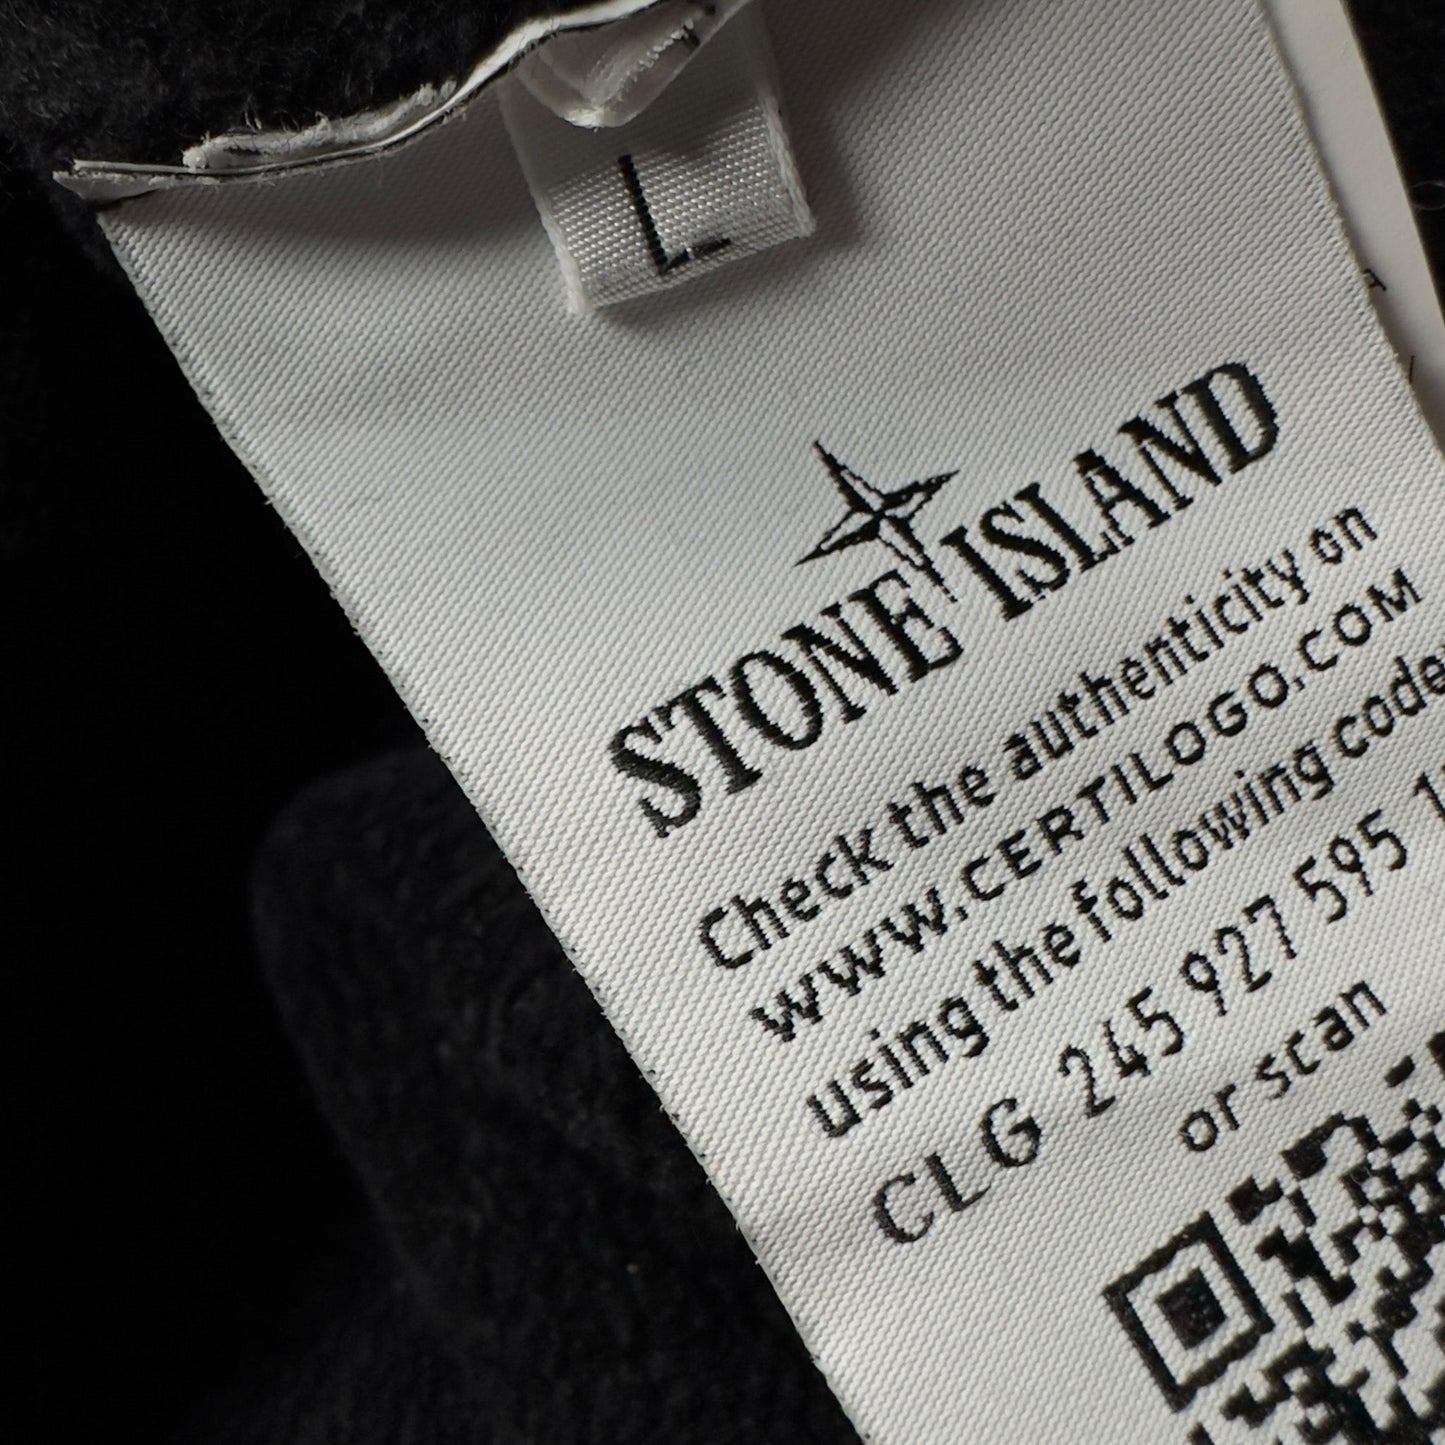 L
STONE ISLAND
Check the authenticity on
WWW.CERTILOGO.COM
using the following code
CLG 245 927 595 1
or scan